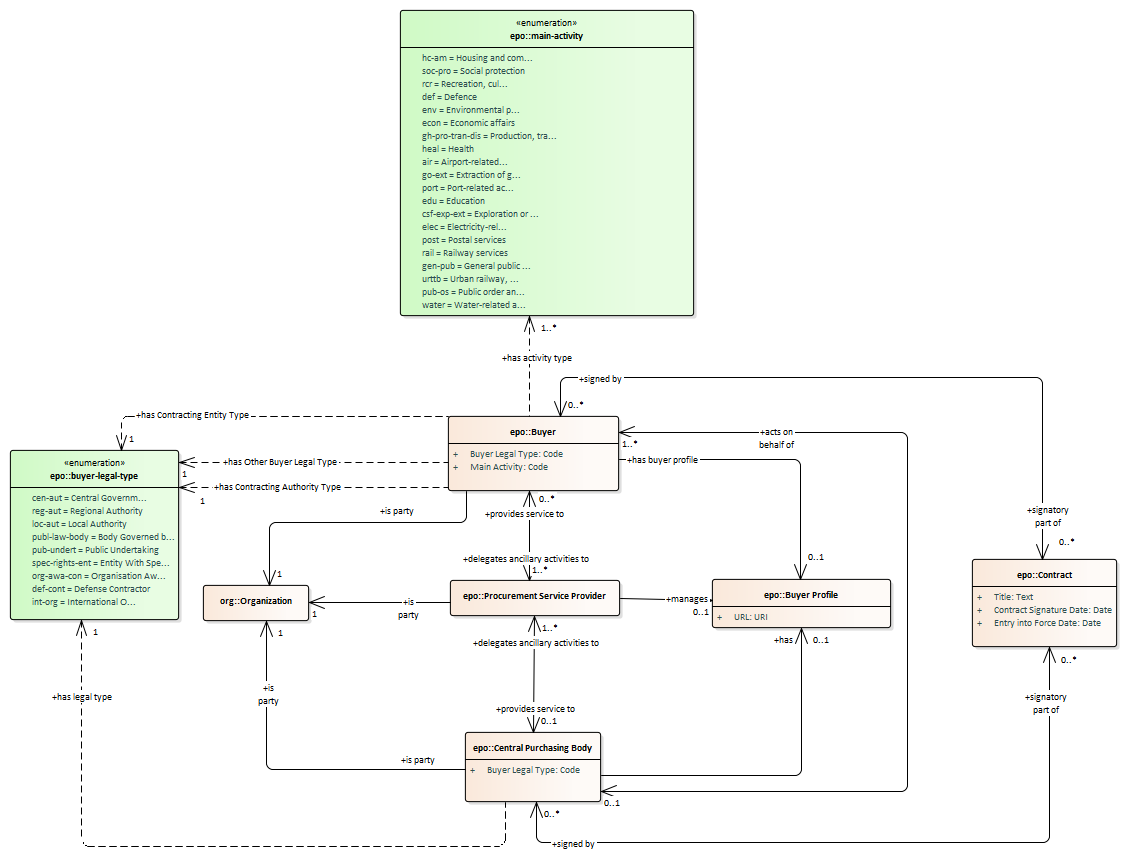 «enumeration»
epo::main-activity
hc-am = Housing and com...
soc-pro = Social protection
rcr = Recreation, cul...
def = Defence
env = Environmental p...
econ = Economic affairs
gh-pro-tran-dis = Production, tra...
heal = Health
air = Airport-related...
go-ext = Extraction of g...
port = Port-related ac...
edu = Education
csf-exp-ext = Exploration or ...
elec = Electricity-rel...
post = Postal services
rail = Railway services
gen-pub = General public ...
urttb = Urban railway, ...
pub-os = Public order an...
water = Water-related a...
1..*
+has activity type
+signed by
0..*
+has Contracting Entity Type
1
epo::Buyer
+ Buyer Legal Type: Code
+ Main Activity: Code
+acts on
behalf of
1..*
+has buyer profile
«enumeration»
epo::buyer-legal-type
cen-aut = Central Governm...
reg-aut = Regional Authority
loc-aut = Local Authority
publ-law-body = Body Governed b...
pub-undert = Public Undertaking
spec-rights-ent = Entity With Spe...
org-awa-con = Organisation Aw...
def-cont = Defense Contractor
int-org = International O...
+has Other Buyer Legal Type
1
+has Contracting Authority Type
1
+is party
0..*
+provides service to
+signatory
part of
0..*
+delegates ancillary activities to
1..*
0..1
1
org::Organization
1
+is
party
epo::Procurement Service Provider
+manages
0..1
epo::Buyer Profile
+ URL: URI
epo::Contract
+ Title: Text
+ Contract Signature Date: Date
+ Entry into Force Date: Date
1
1
1..*
+delegates ancillary activities to
+has
0..1
0..*
+has legal type
+is
party
+signatory
part of
+provides service to
0..1
epo::Central Purchasing Body
+ Buyer Legal Type: Code
+is party
0..1
0..*
+signed by